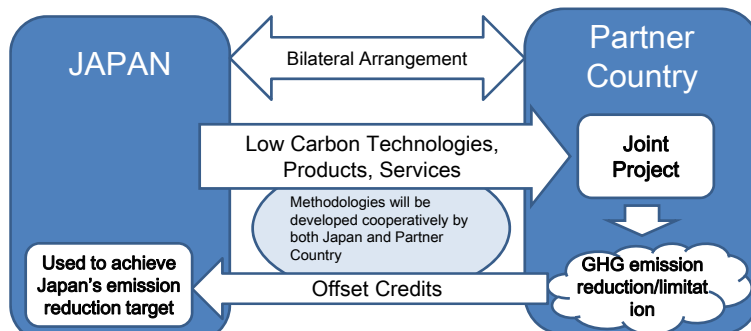 JAPAN
Bilateral Arrangement
Partner
Country
Low Carbon Technologies,
Products, Services
Joint
Project
Methodologies will be
developed cooperatively by
both Japan and Partner
Country
Used to achieve
Japan's emission
reduction target
Offset Credits
GHG emission
reduction/limitat
ion